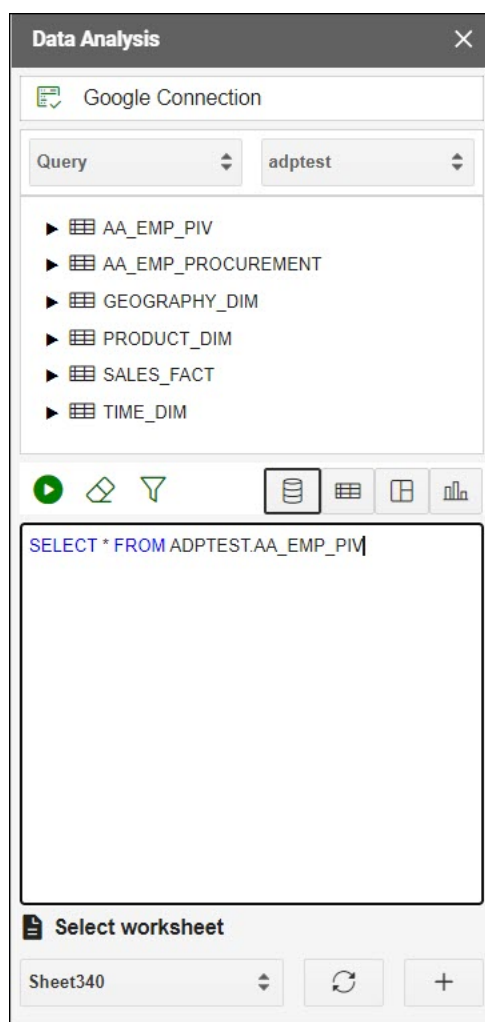 Data Analysis
Google Connection
Query adptest
AA_EMP_PIV
AA_EMP_PROCUREMENT
GEOGRAPHY_DIM
PRODUCT_DIM
SALES_FACT
TIME_DIM
SELECT * FROM ADPTEST.AA_EMP_PIV
Select worksheet
Sheet340